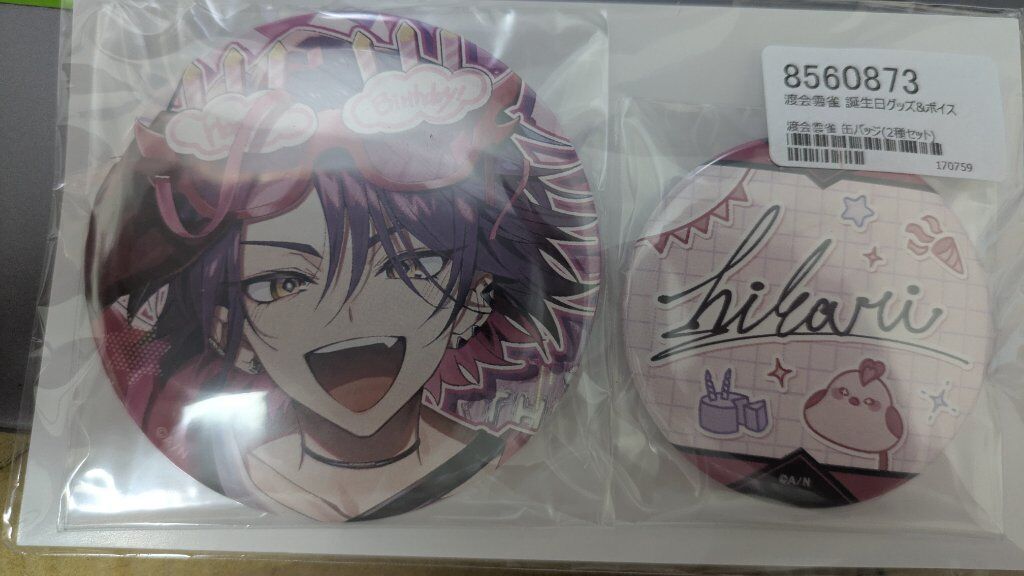 Birthday!
8560873
渡会雲雀 誕生日グッズ&ボイス
渡会雲雀 缶バッジ(2種セット)
170759
hikari
©A/N